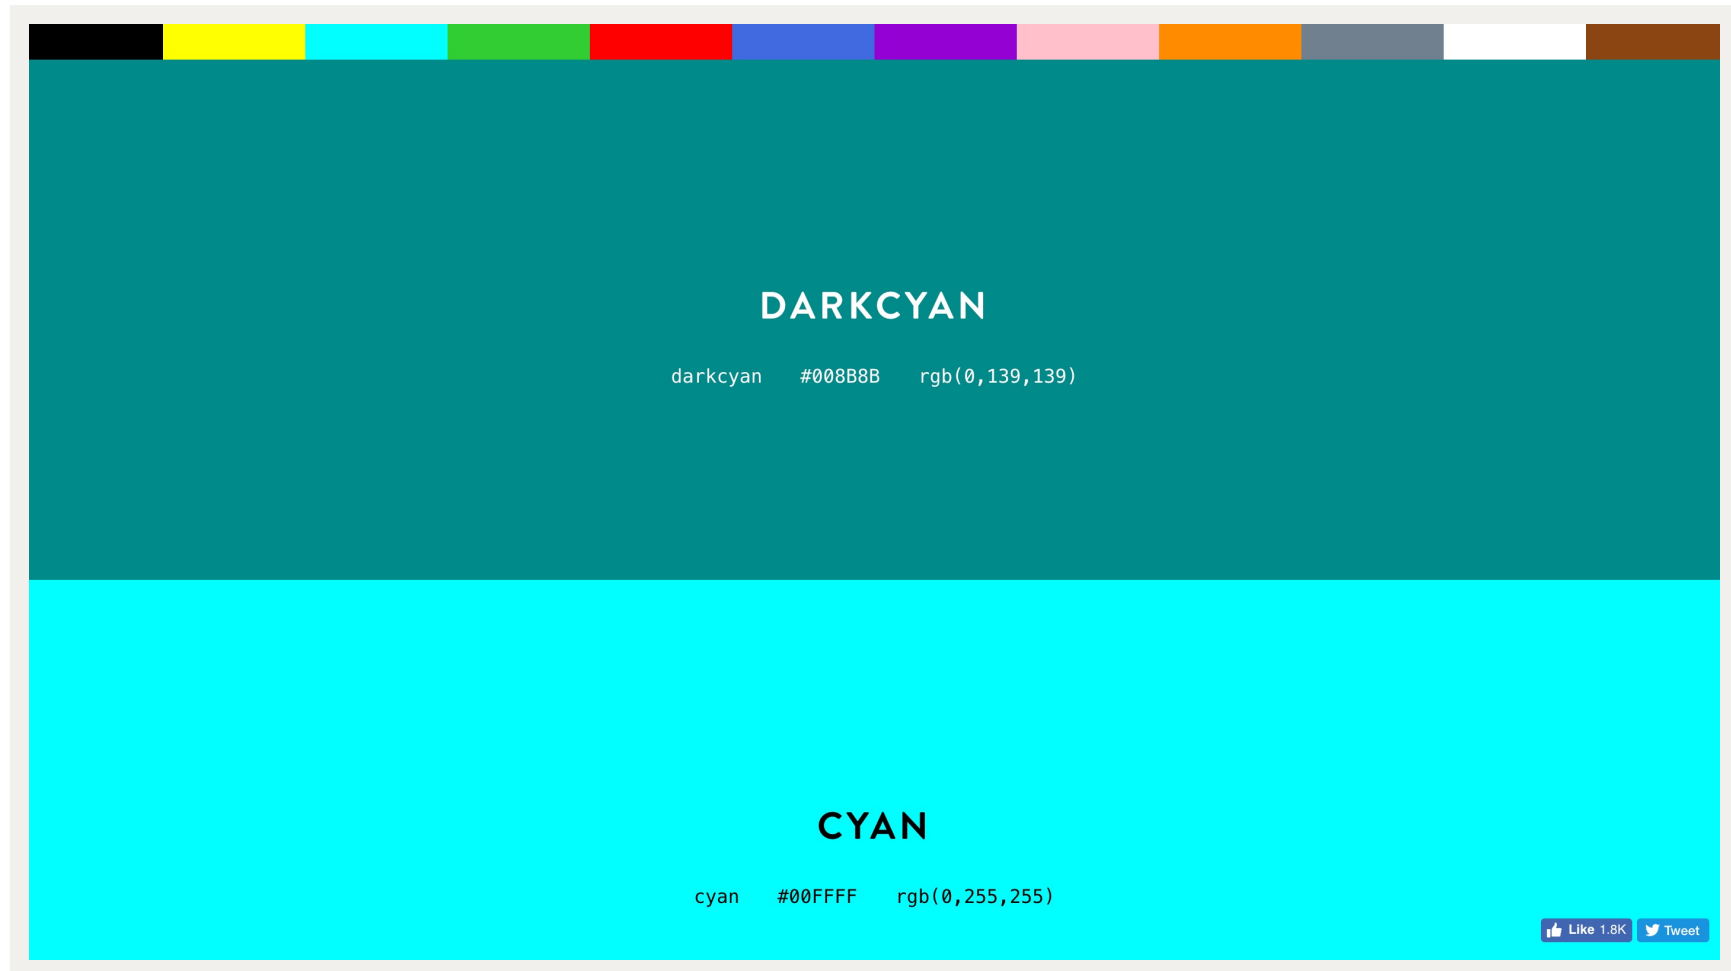 DARKCYAN
darkcyan #008B8B rgb(0,139,139)
CYAN
cyan #00FFFF rgb(0,255,255)
Like 1.8K Tweet